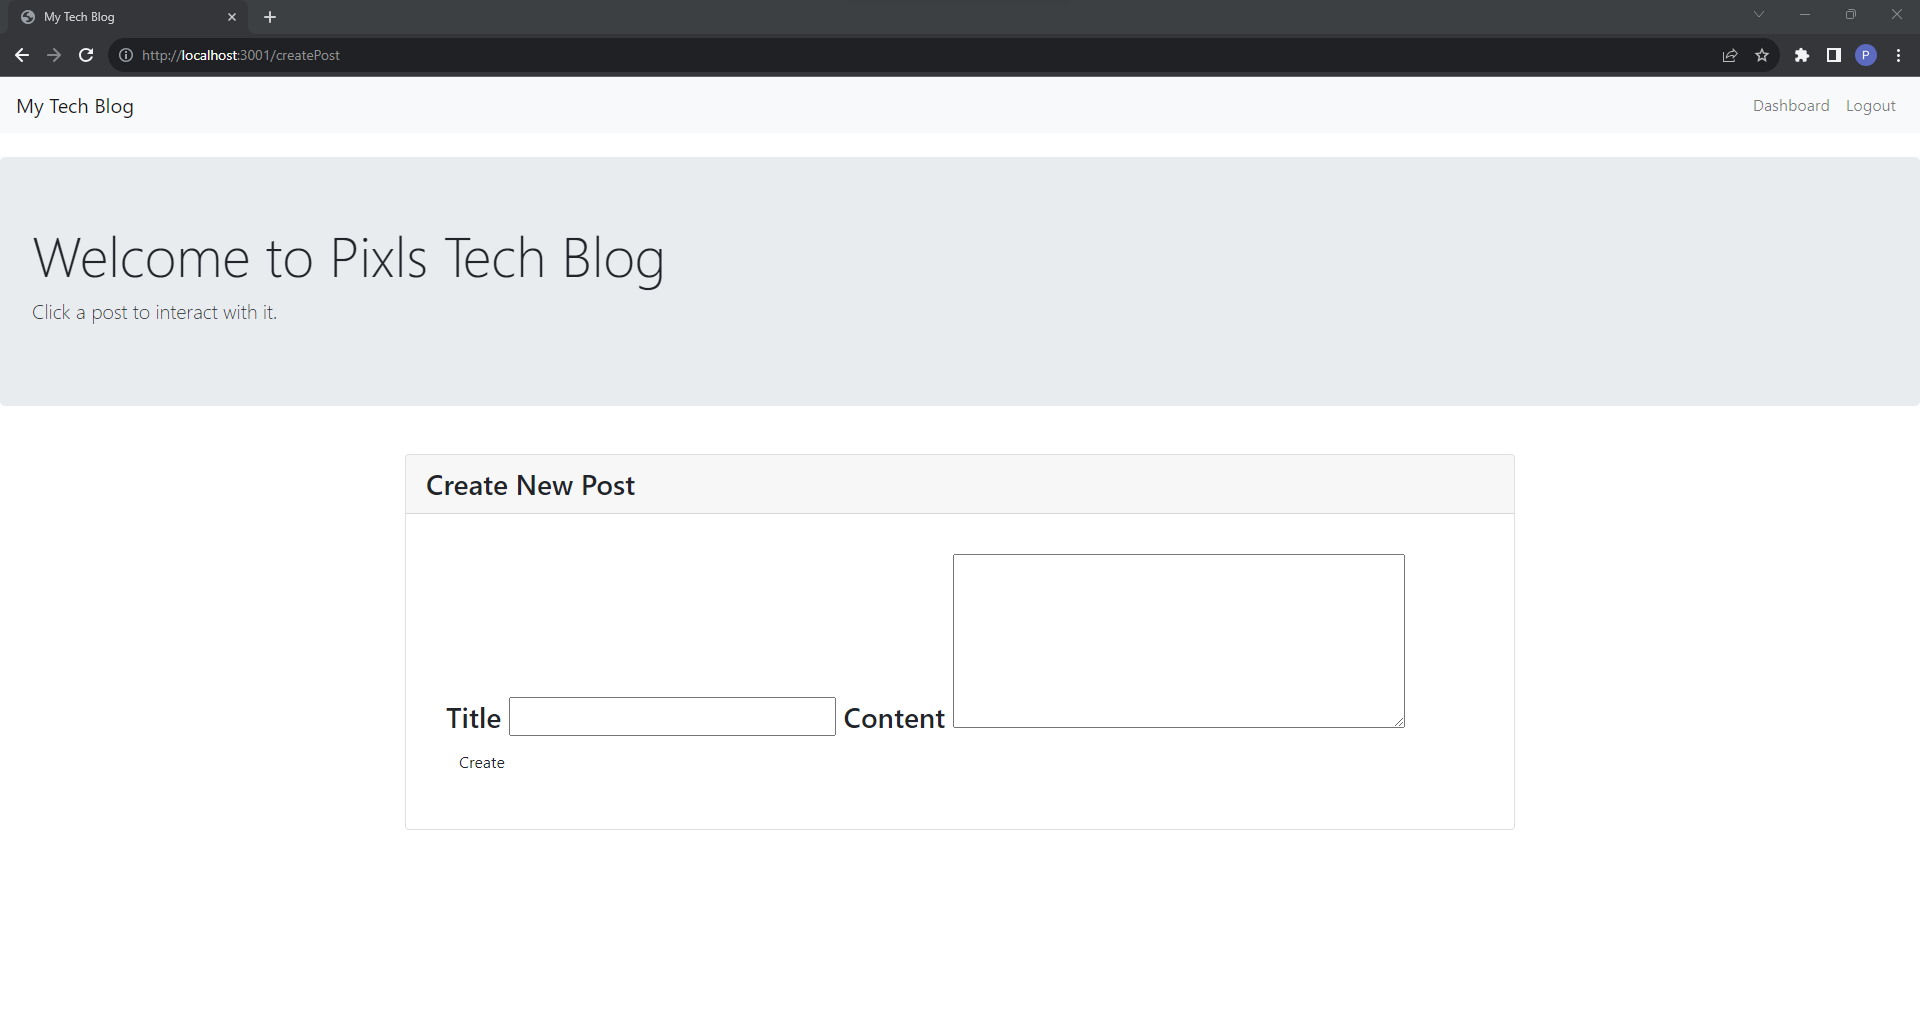 My Tech Blog
http://localhost:3001/createPost
P
My Tech Blog
Dashboard Logout
Welcome to Pixls Tech Blog
Click a post to interact with it.
Create New Post
Title Content
Create